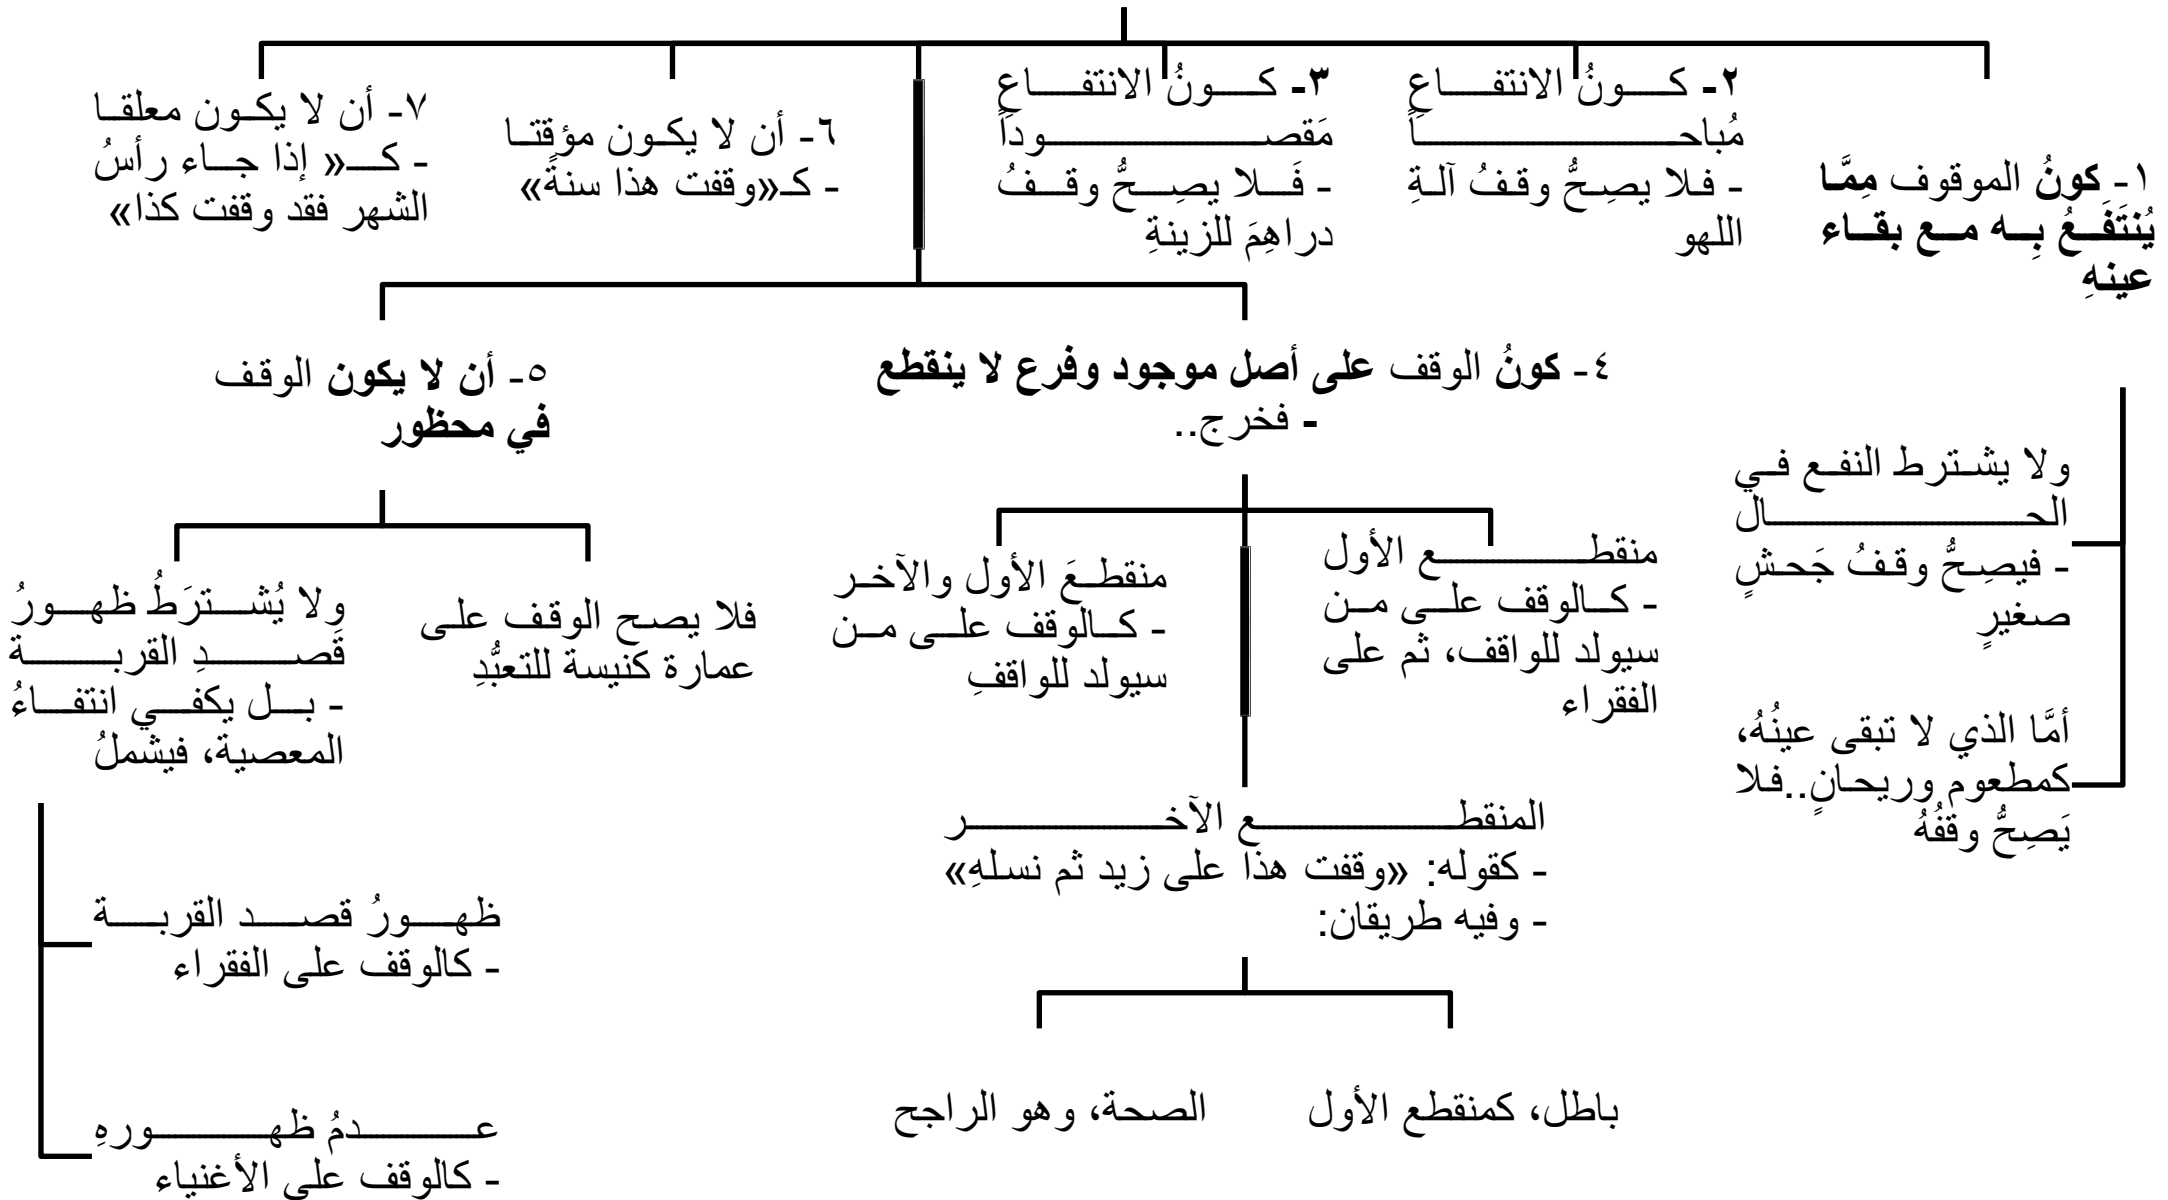 ١- كونُ الموقوف مِمَّا
يُنتَفَعُ بِه مع بقاء
عينهِ
ولا يشترط النفع في
الحال
- فيصِحُّ وقفُ جَحشٍ
صغيرٍ
أمَّا الذي لا تبقى عينُهُ،
كمطعوم وريحانٍ..فلا
يَصِحُّ وقفُهُ
٢- كونُ الانتفاعِ
مُباحاً
- فلا يصِحُّ وقفُ آلةِ
اللهو
٣- كونُ الانتفاعِ
مَقصوداً
- فَلا يصِحُّ وقفُ
دراهِمَ للزينةِ
٤- كونُ الوقف على أصل موجود وفرع لا ينقطع
- فخرج..
منقطع الأول
- كالوقف على من
سيولد للواقف، ثم على
الفقراء
المنقطع الآخر
- كقوله: «وقفت هذا على زيد ثم نسلهِ»
- وفيه طريقان:
باطل، كمنقطع الأول
الصحة، وهو الراجح
منقطعَ الأول والآخر
- كالوقف على من
سيولد للواقفِ
٥- أن لا يكون الوقف
في محظور
فلا يصح الوقف على
عمارة كنيسة للتعبُّدِ
ولا يُشترَطُ ظهورُ
قَصدِ القربة
- بل يكفي انتفاءُ
المعصية، فيشملُ
ظهورُ قصد القربة
- كالوقف على الفقراء
عدمُ ظهورهِ
- كالوقف على الأغنياء
٦- أن لا يكون مؤقتا
- كـ«وقفت هذا سنةً»
٧- أن لا يكون معلقا
- كـ« إذا جاء رأسُ
الشهر فقد وقفت كذا»